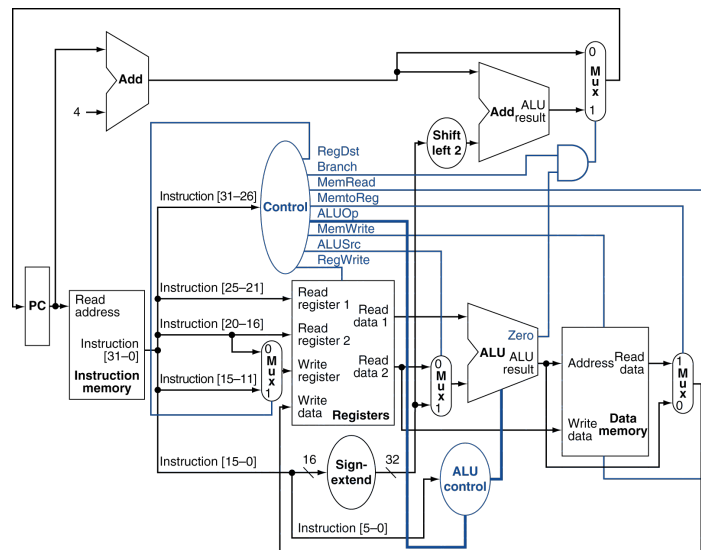 Add
4
0
M
u
x
1
Add
ALU
result
Shift
left 2
RegDst
Branch
MemRead
MemtoReg
ALUOp
MemWrite
ALUSrc
RegWrite
Control
Instruction [31–26]
PC
Read
address
Instruction
[31–0]
Instruction
memory
Instruction [25–21]
Instruction [20–16]
Instruction [15–11]
0
M
u
x
1
Read
register 1
Read
register 2
Write
register
Write
data
Read
data 1
Read
data 2
Registers
0
M
u
x
1
Zero
ALU
ALU
result
Address
Read
data
Write
data
Data
memory
1
M
u
x
0
Instruction [15–0]
16
Sign-
extend
32
ALU
control
Instruction [5–0]